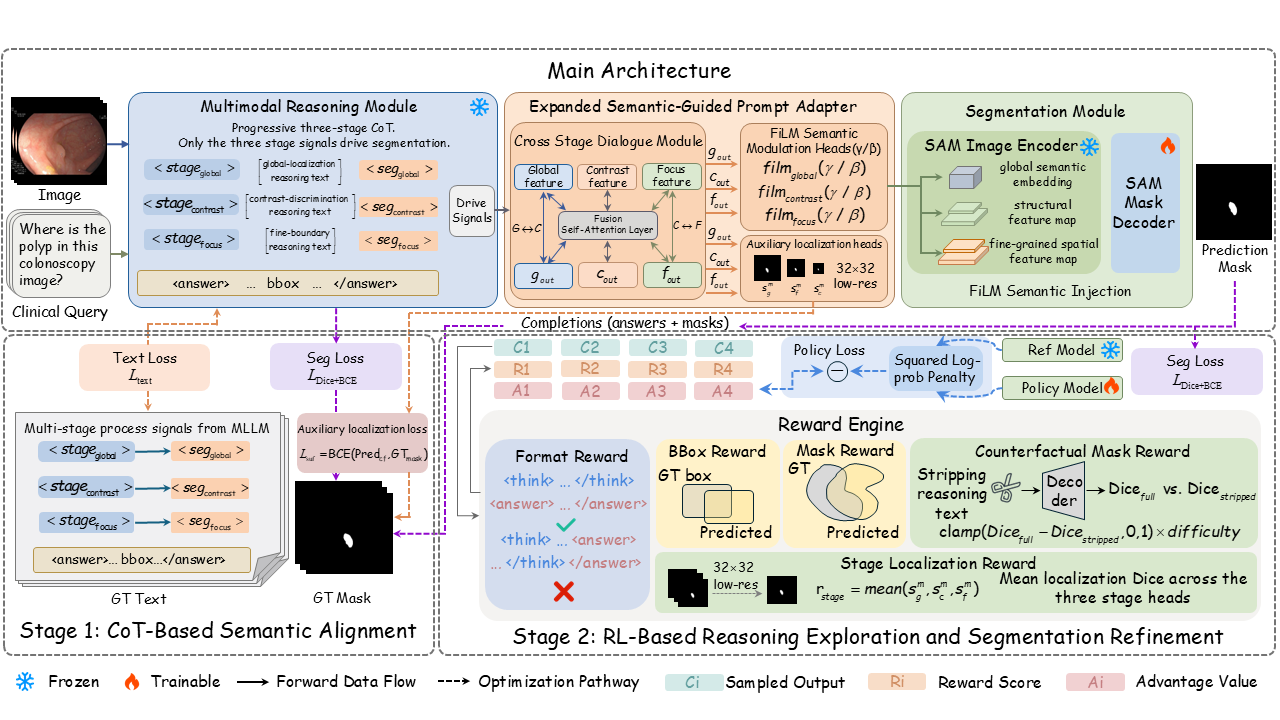 Main Architecture
Image
Where is the
polyp in this
colonoscopy
image?
Clinical Query
Multimodal Reasoning Module
Progressive three-stage CoT.
Only the three stage signals drive segmentation.
< stage_global > [global-localization reasoning text] < seg_global >
< stage_contrast > [contrast-discrimination reasoning text] < seg_contrast >
< stage_focus > [fine-boundary reasoning text] < seg_focus >
<answer> ... bbox ... </answer>
Drive
Signals
Expanded Semantic-Guided Prompt Adapter
Cross Stage Dialogue Module
Global feature
Contrast feature
Focus feature
G↔C
Fusion
Self-Attention Layer
C↔F
g_out
c_out
f_out
g_out
c_out
f_out
g_out
c_out
f_out
FiLM Semantic
Modulation Heads(γ/β)
film_global(γ / β)
film_contrast(γ / β)
film_focus(γ / β)
Auxiliary localization heads
s_g^m s_f^m s_c^m
32×32
low-res
Segmentation Module
SAM Image Encoder
global semantic
embedding
structural
feature map
fine-grained spatial
feature map
SAM
Mask
Decoder
FiLM Semantic Injection
Prediction
Mask
Completions (answers + masks)
Text Loss
L_text
Seg Loss
L_Dice+BCE
Multi-stage process signals from MLLM
< stage_global > < seg_global >
< stage_contrast > < seg_contrast >
< stage_focus > < seg_focus >
<answer>... bbox...</answer>
GT Text
Auxiliary localization loss
=BCE(Pred, GT_mask)
GT Mask
Stage 1: CoT-Based Semantic Alignment
C1 C2 C3 C4
R1 R2 R3 R4
A1 A2 A3 A4
Policy Loss
Squared Log-
prob Penalty
Ref Model
Policy Model
Seg Loss
L_Dice+BCE
Reward Engine
Format Reward
<think> ... </think>
<answer> ... </answer>
<think> ... <answer>
... </think> </answer>
BBox Reward
GT box
Predicted
Mask Reward
GT
Predicted
Counterfactual Mask Reward
Stripping
reasoning
text
Deco
der
Dice_full vs. Dice_stripped
clamp(Dice_full − Dice_stripped,0,1) × difficulty
Stage Localization Reward
32×32
low-res
r_stage = mean(s_g^m, s_c^m, s_f^m)
Mean localization Dice across the
three stage heads
Stage 2: RL-Based Reasoning Exploration and Segmentation Refinement
Frozen Trainable Forward Data Flow Optimization Pathway Ci Sampled Output Ri Reward Score Ai Advantage Value